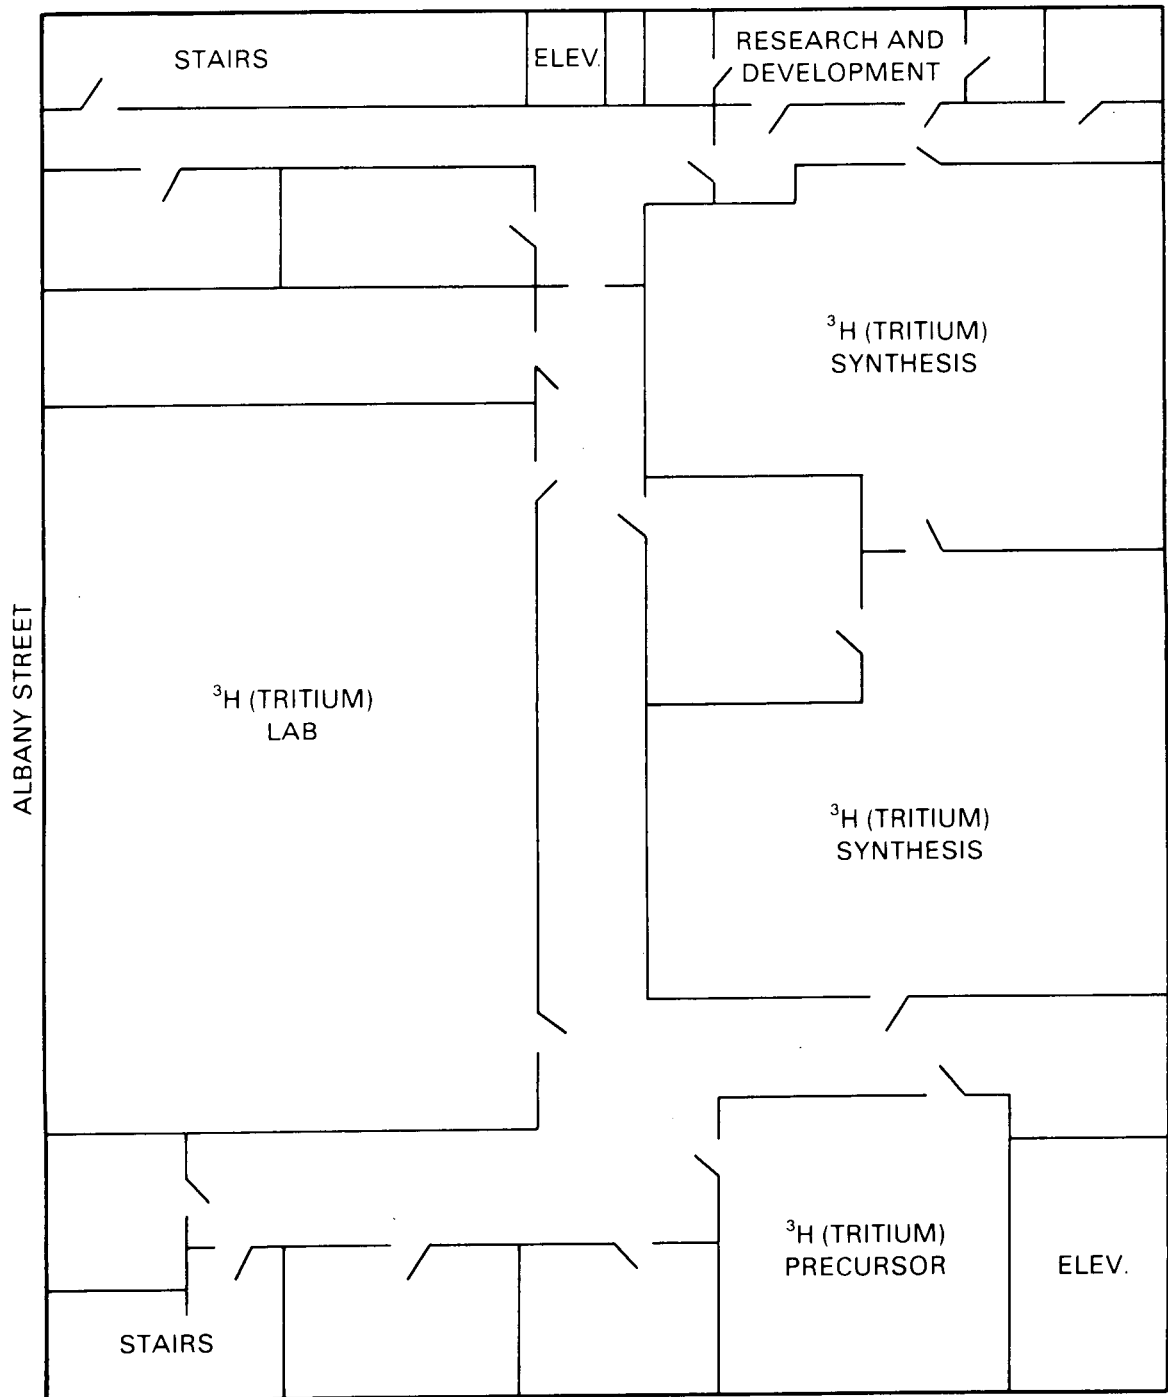 STAIRS
ELEV.
RESEARCH AND
DEVELOPMENT
³H (TRITIUM)
SYNTHESIS
ALBANY STREET
³H (TRITIUM)
LAB
³H (TRITIUM)
SYNTHESIS
³H (TRITIUM)
PRECURSOR
ELEV.
STAIRS